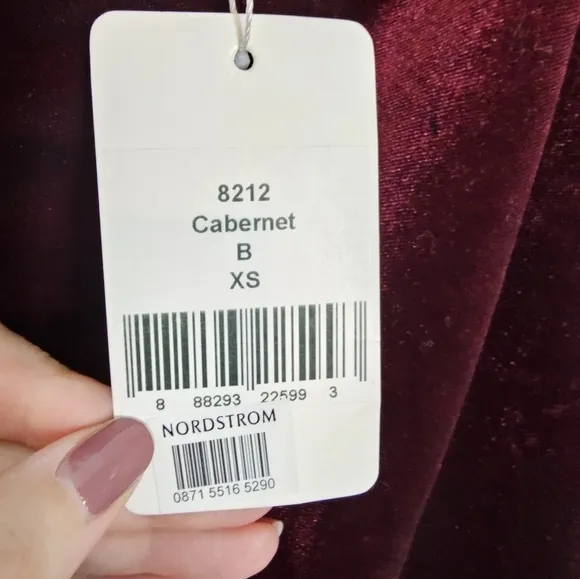 8212
Cabernet
B
XS
8 88293 22599 3
NORDSTROM
0871 5516 5290